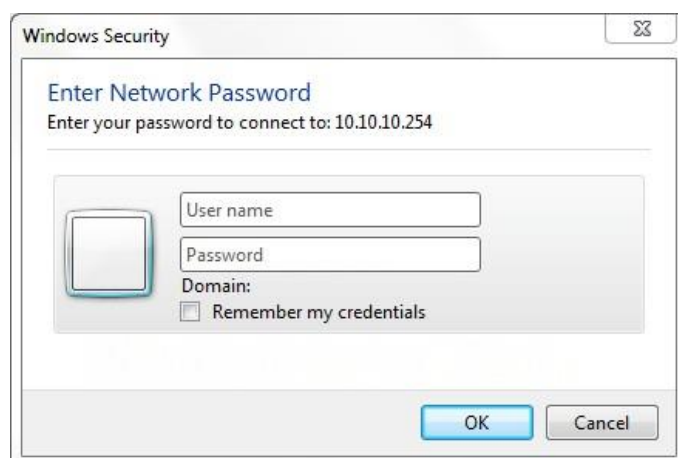 Windows Security
Enter Network Password
Enter your password to connect to: 10.10.10.254
User name
Password
Domain:
Remember my credentials
OK Cancel